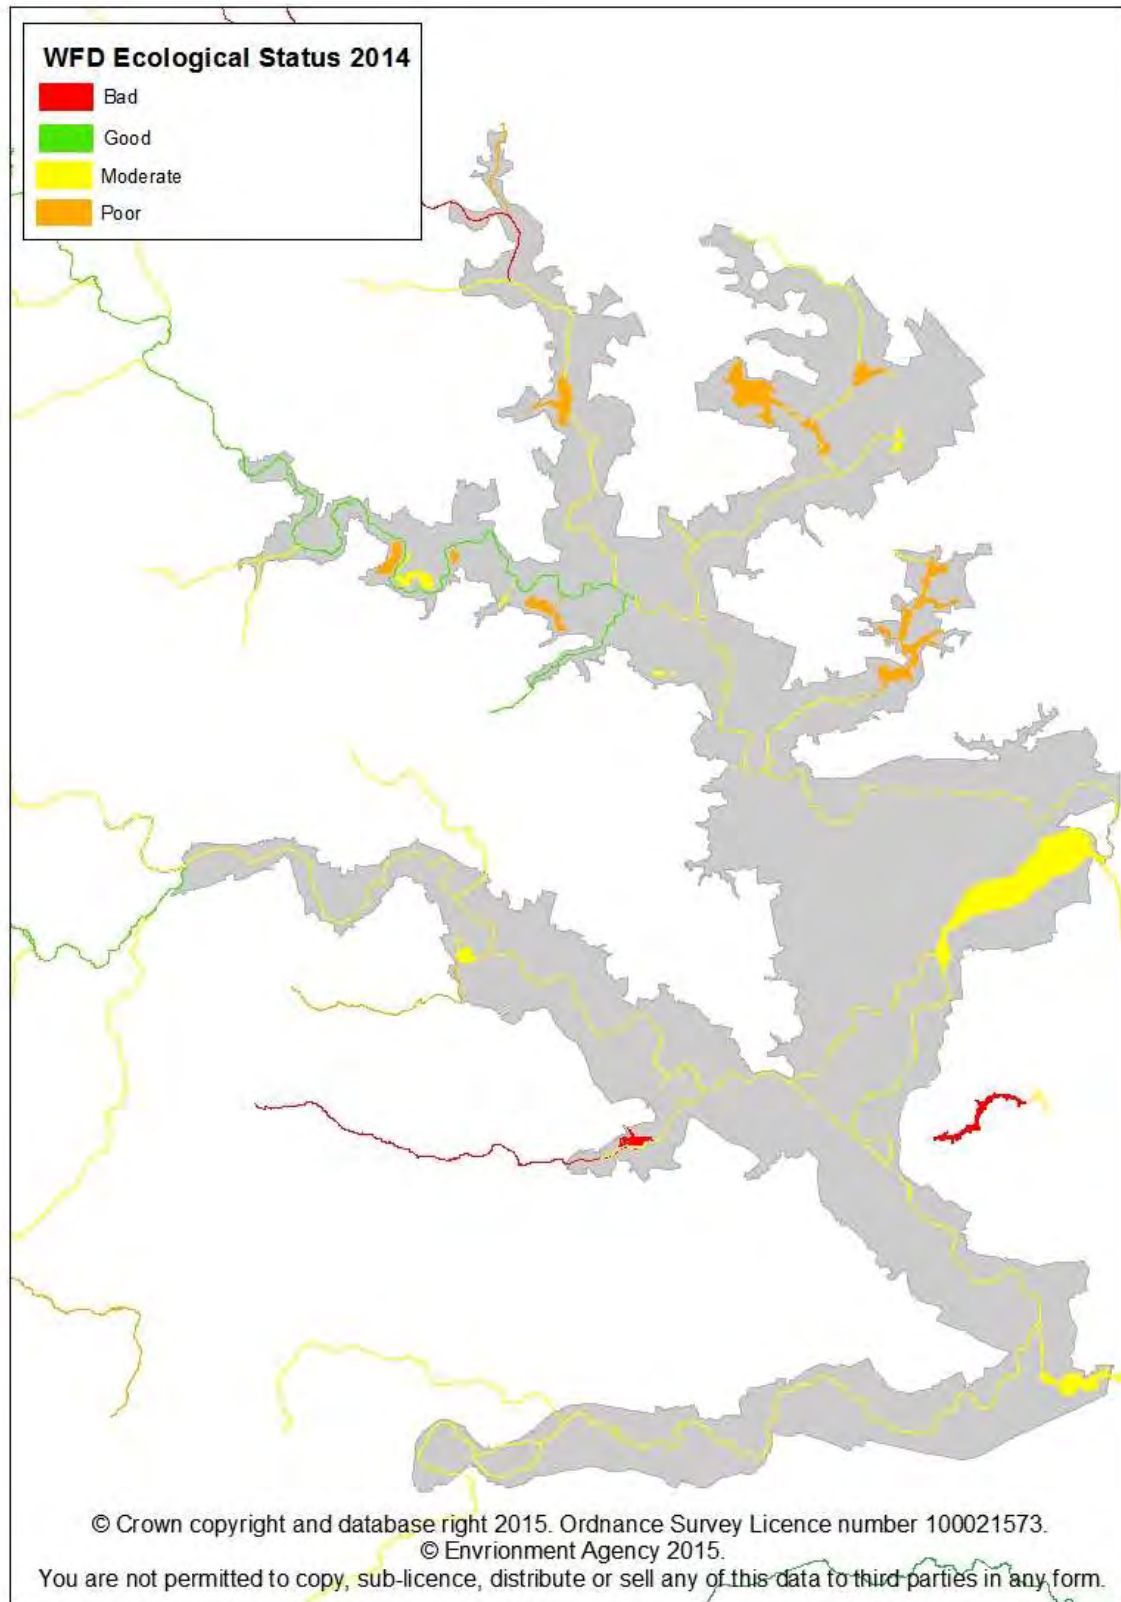 WFD Ecological Status 2014
Bad
Good
Moderate
Poor
© Crown copyright and database right 2015. Ordnance Survey Licence number 100021573.
© Envrionment Agency 2015.
You are not permitted to copy, sub-licence, distribute or sell any of this data to third parties in any form.